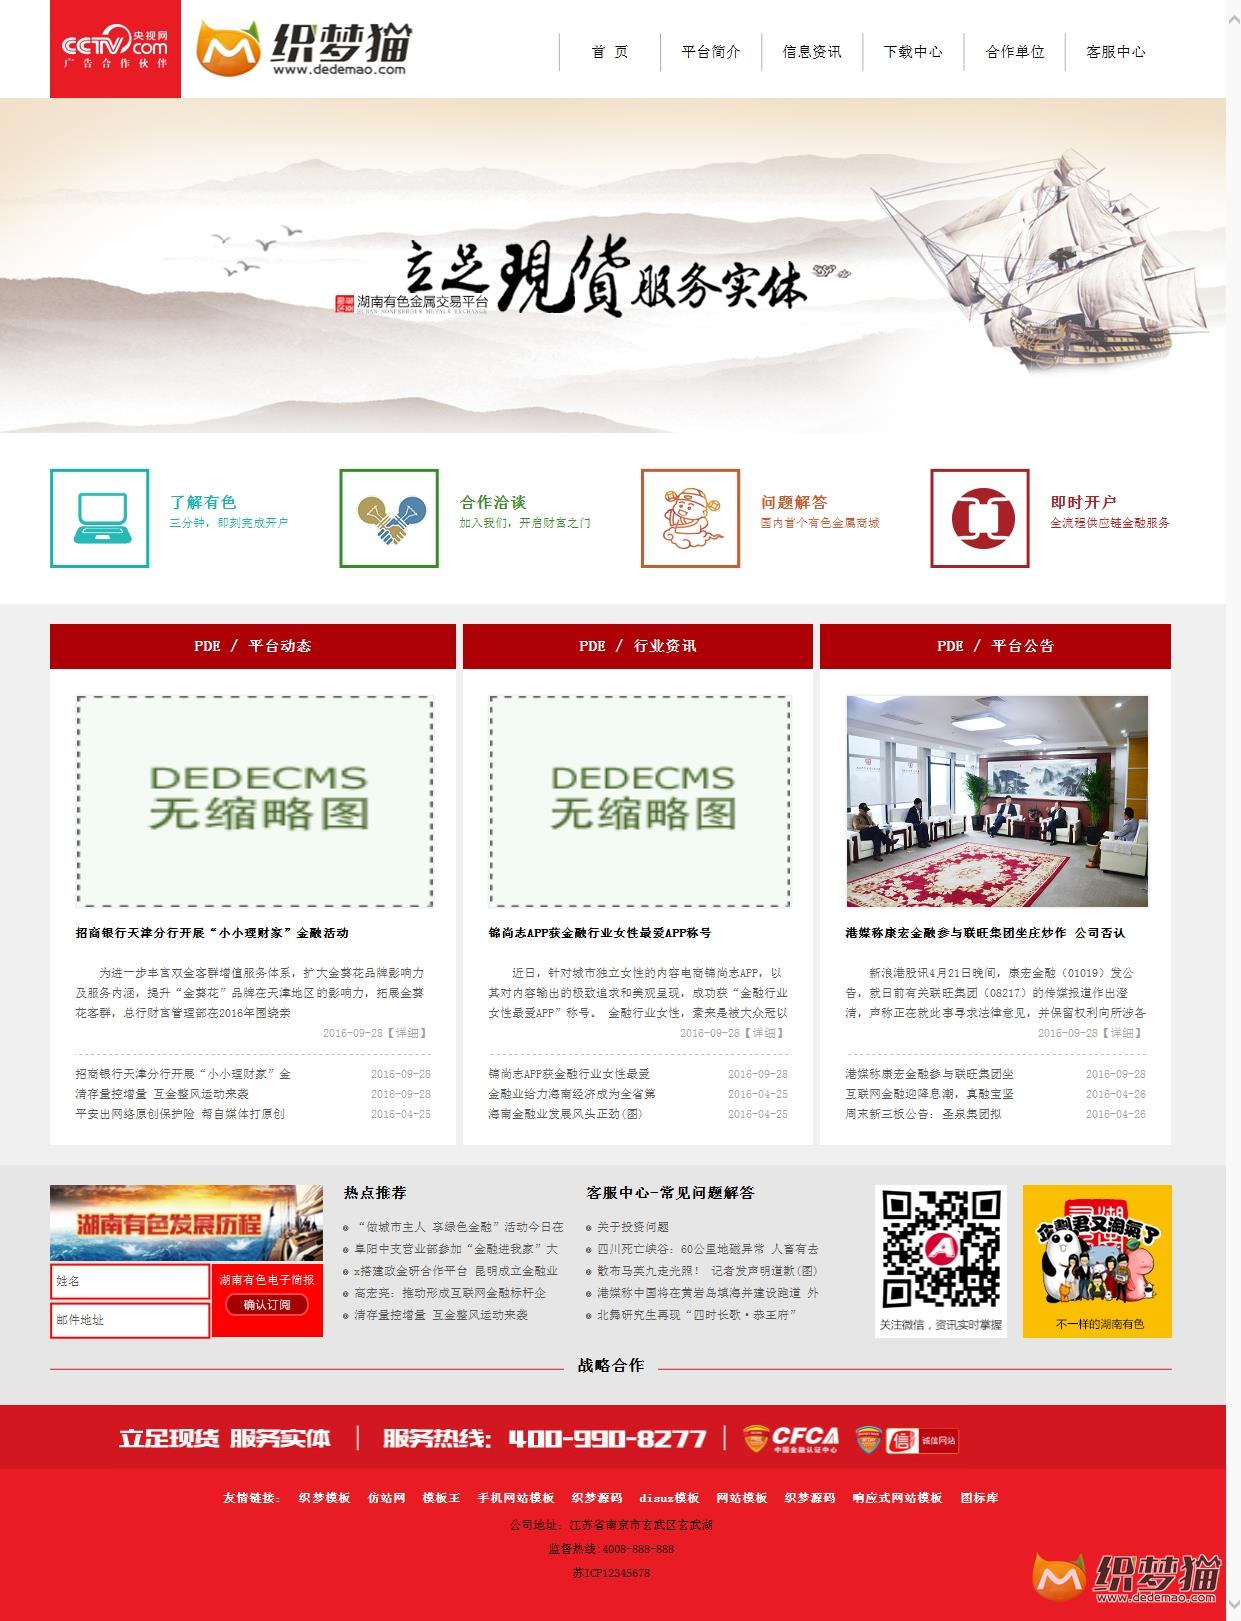 CCTV.com 央视网
广告合作伙伴
织梦猫
www.dedemao.com
首 页
平台简介
信息资讯
下载中心
合作单位
客服中心
立足現貨服务实体
湖南有色金属交易平台
HUNAN NONFERROUS METALS EXCHANGE
了解有色
三分钟，即刻完成开户
合作洽谈
加入我们，开启财富之门
问题解答
国内首个有色金属商城
即时开户
全流程供应链金融服务
PDE / 平台动态
DEDECMS
无缩略图
招商银行天津分行开展“小小理财家”金融活动
为进一步丰富双金客群增值服务体系，扩大金葵花品牌影响力
及服务内涵，提升“金葵花”品牌在天津地区的影响力，拓展金葵
花客群，总行财富管理部在2016年围绕崇
2016-09-28【详细】
招商银行天津分行开展“小小理财家”金 2016-09-28
清存量控增量 互金整风运动来袭 2016-09-28
平安出网络原创保护险 帮自媒体打原创 2016-04-25
PDE / 行业资讯
DEDECMS
无缩略图
锦尚志APP获金融行业女性最爱APP称号
近日，针对城市独立女性的内容电商锦尚志APP，以
其对内容输出的极致追求和美观呈现，成功获“金融行业
女性最爱APP”称号。 金融行业女性，素来是被大众冠以
2016-09-28【详细】
锦尚志APP获金融行业女性最爱 2016-09-28
金融业给力海南经济成为全省第 2016-04-25
海南金融业发展风头正劲(图) 2016-04-25
PDE / 平台公告
港媒称康宏金融参与联旺集团坐庄炒作 公司否认
新浪港股讯4月21日晚间，康宏金融（01019）发公
告，就日前有关联旺集团（08217）的传媒报道作出澄
清，声称正在就此事寻求法律意见，并保留权利向所涉各
2016-09-28【详细】
港媒称康宏金融参与联旺集团坐 2016-09-28
互联网金融迎降息潮，真融宝坚 2016-04-26
周末新三板公告：圣泉集团拟 2016-04-26
湖南有色发展历程
姓名
邮件地址
湖南有色电子简报
确认订阅
热点推荐
“做城市主人 享绿色金融”活动今日在
阜阳中支营业部参加“金融进我家”大
x搭建政金研合作平台 昆明成立金融业
高宏亮：推动形成互联网金融标杆企
清存量控增量 互金整风运动来袭
客服中心-常见问题解答
关于投资问题
四川死亡峡谷：60公里地磁异常 人畜有去
散布马英九走光照！ 记者发声明道歉(图)
港媒称中国将在黄岩岛填海并建设跑道 外
北舞研究生再现“四时长歌·恭王府”
关注微信，资讯实时掌握
企劃君又淘氣了
不一样的湖南有色
战略合作
立足现货 服务实体 | 服务热线：400-990-8277 | CFCA
中国金融认证中心
信 诚信网站
友情链接： 织梦模板 仿站网 模板王 手机网站模板 织梦源码 disuz模板 网站模板 织梦源码 响应式网站模板 图标库
公司地址：江苏省南京市玄武区玄武湖
监督热线:4008-888-888
苏ICP12345678
织梦猫
www.dedemao.com